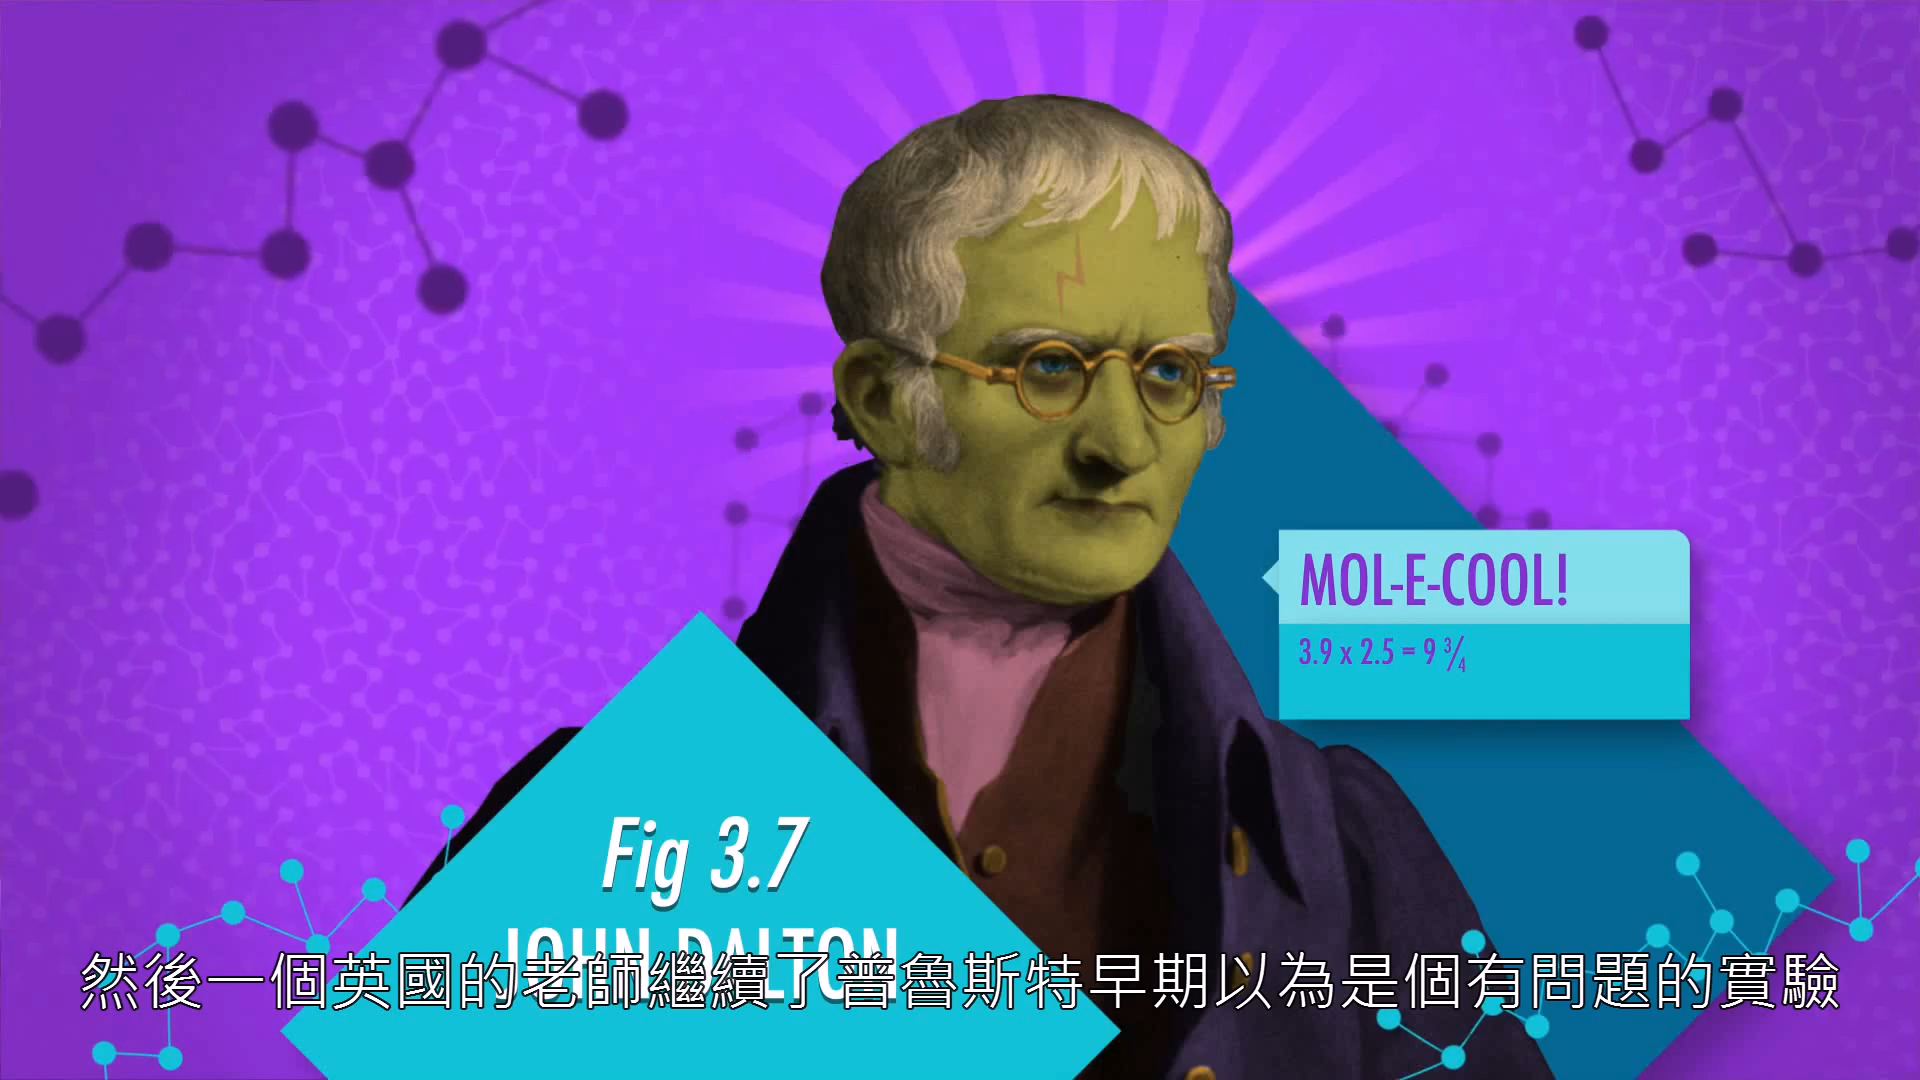 MOL-E-COOL!
3.9 x 2.5 = 9 ¾
Fig 3.7
JOHN DALTON
然後一個英國的老師繼續了普魯斯特早期以為是個有問題的實驗